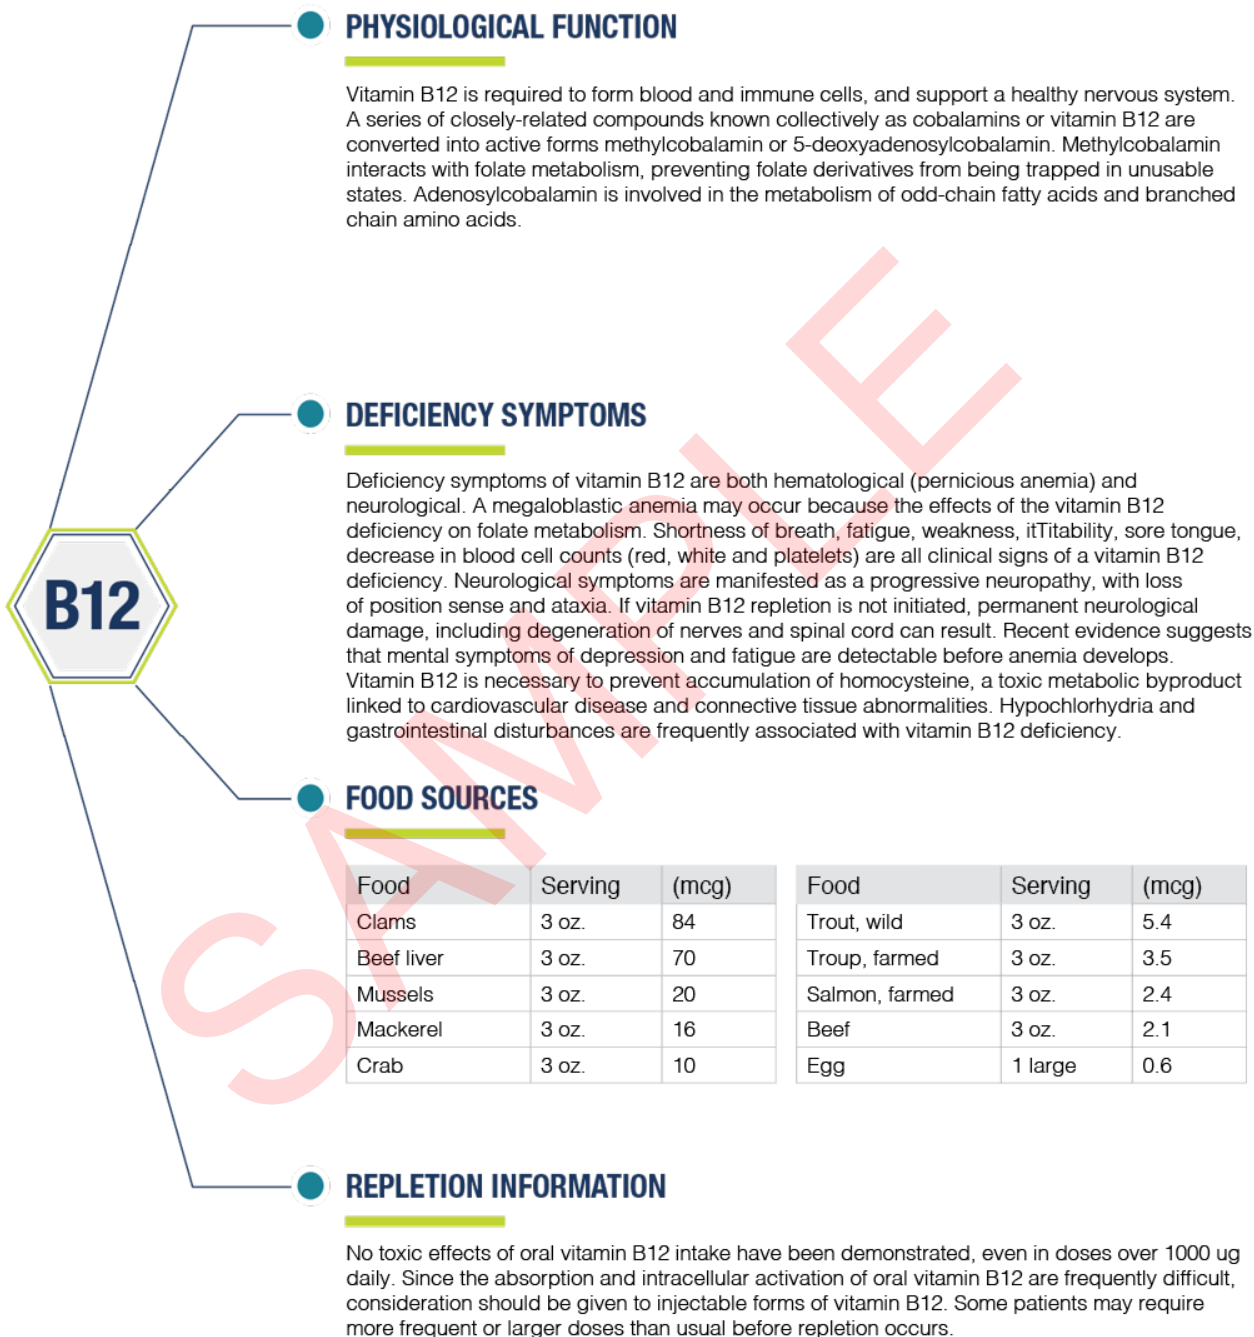 PHYSIOLOGICAL FUNCTION
Vitamin B12 is required to form blood and immune cells, and support a healthy nervous system.
A series of closely-related compounds known collectively as cobalamins or vitamin B12 are
converted into active forms methylcobalamin or 5-deoxyadenosylcobalamin. Methylcobalamin
interacts with folate metabolism, preventing folate derivatives from being trapped in unusable
states. Adenosylcobalamin is involved in the metabolism of odd-chain fatty acids and branched
chain amino acids.
DEFICIENCY SYMPTOMS
Deficiency symptoms of vitamin B12 are both hematological (pernicious anemia) and
neurological. A megaloblastic anemia may occur because the effects of the vitamin B12
deficiency on folate metabolism. Shortness of breath, fatigue, weakness, itTitability, sore tongue,
decrease in blood cell counts (red, white and platelets) are all clinical signs of a vitamin B12
deficiency. Neurological symptoms are manifested as a progressive neuropathy, with loss
of position sense and ataxia. If vitamin B12 repletion is not initiated, permanent neurological
damage, including degeneration of nerves and spinal cord can result. Recent evidence suggests
that mental symptoms of depression and fatigue are detectable before anemia develops.
Vitamin B12 is necessary to prevent accumulation of homocysteine, a toxic metabolic byproduct
linked to cardiovascular disease and connective tissue abnormalities. Hypochlorhydria and
gastrointestinal disturbances are frequently associated with vitamin B12 deficiency.
B12
FOOD SOURCES
Food Serving (mcg)
Clams 3 oz. 84
Beef liver 3 oz. 70
Mussels 3 oz. 20
Mackerel 3 oz. 16
Crab 3 oz. 10
Food Serving (mcg)
Trout, wild 3 oz. 5.4
Troup, farmed 3 oz. 3.5
Salmon, farmed 3 oz. 2.4
Beef 3 oz. 2.1
Egg 1 large 0.6
REPLETION INFORMATION
No toxic effects of oral vitamin B12 intake have been demonstrated, even in doses over 1000 ug
daily. Since the absorption and intracellular activation of oral vitamin B12 are frequently difficult,
consideration should be given to injectable forms of vitamin B12. Some patients may require
more frequent or larger doses than usual before repletion occurs.
SAMPLE